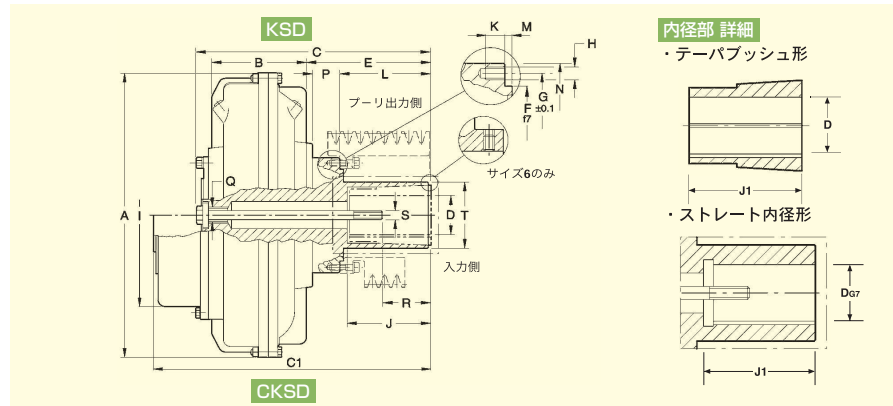 KSD
C
B
E
P
L
K
M
H
N
G
±0.1
F
f7
プーリ出力側
サイズ6のみ
Q
A
I
S
D
T
入力側
R
J
C1
CKSD
内径部 詳細
・テーパブッシュ形
D
J1
・ストレート内径形
DG7
J1